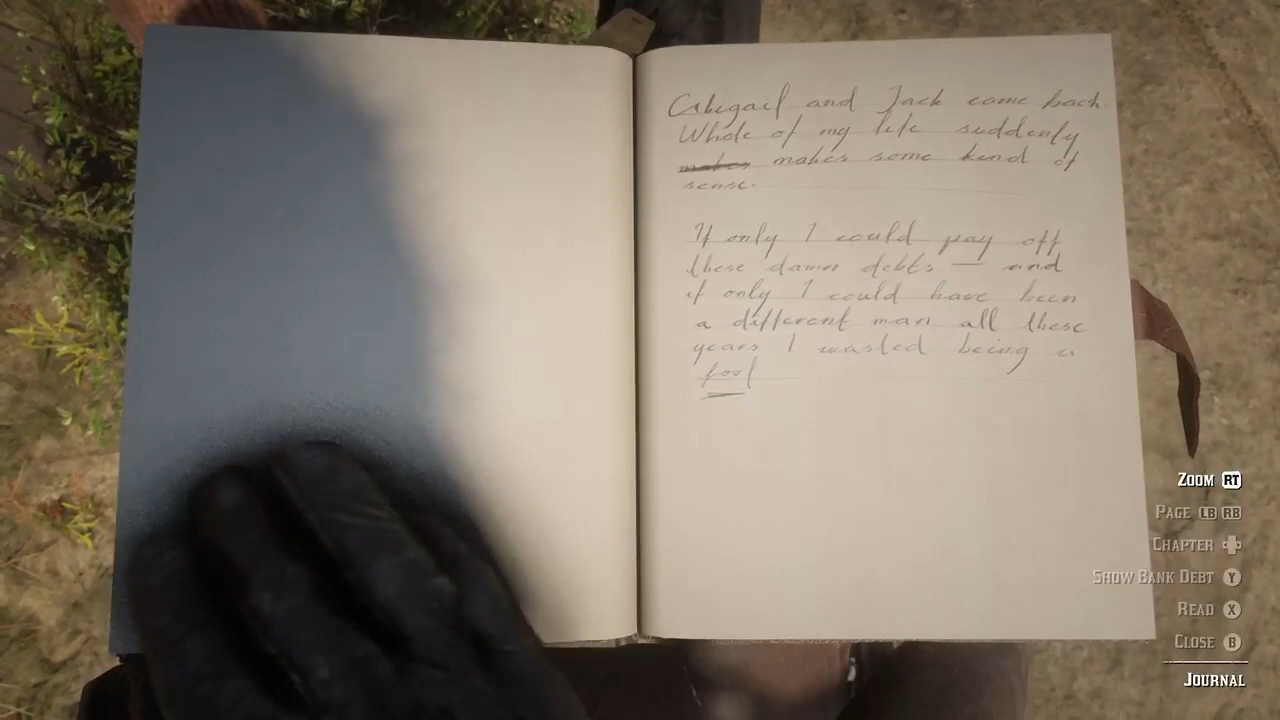 Abigail and Jack came back
Whole of my life suddenly
makes makes some kind of
sense.
If only I could pay off
these damn debts — and
if only I could have been
a different man all these
years I wasted being a
fool
ZOOM RT
PAGE LB RB
CHAPTER
SHOW BANK DEBT Y
READ X
CLOSE B
JOURNAL